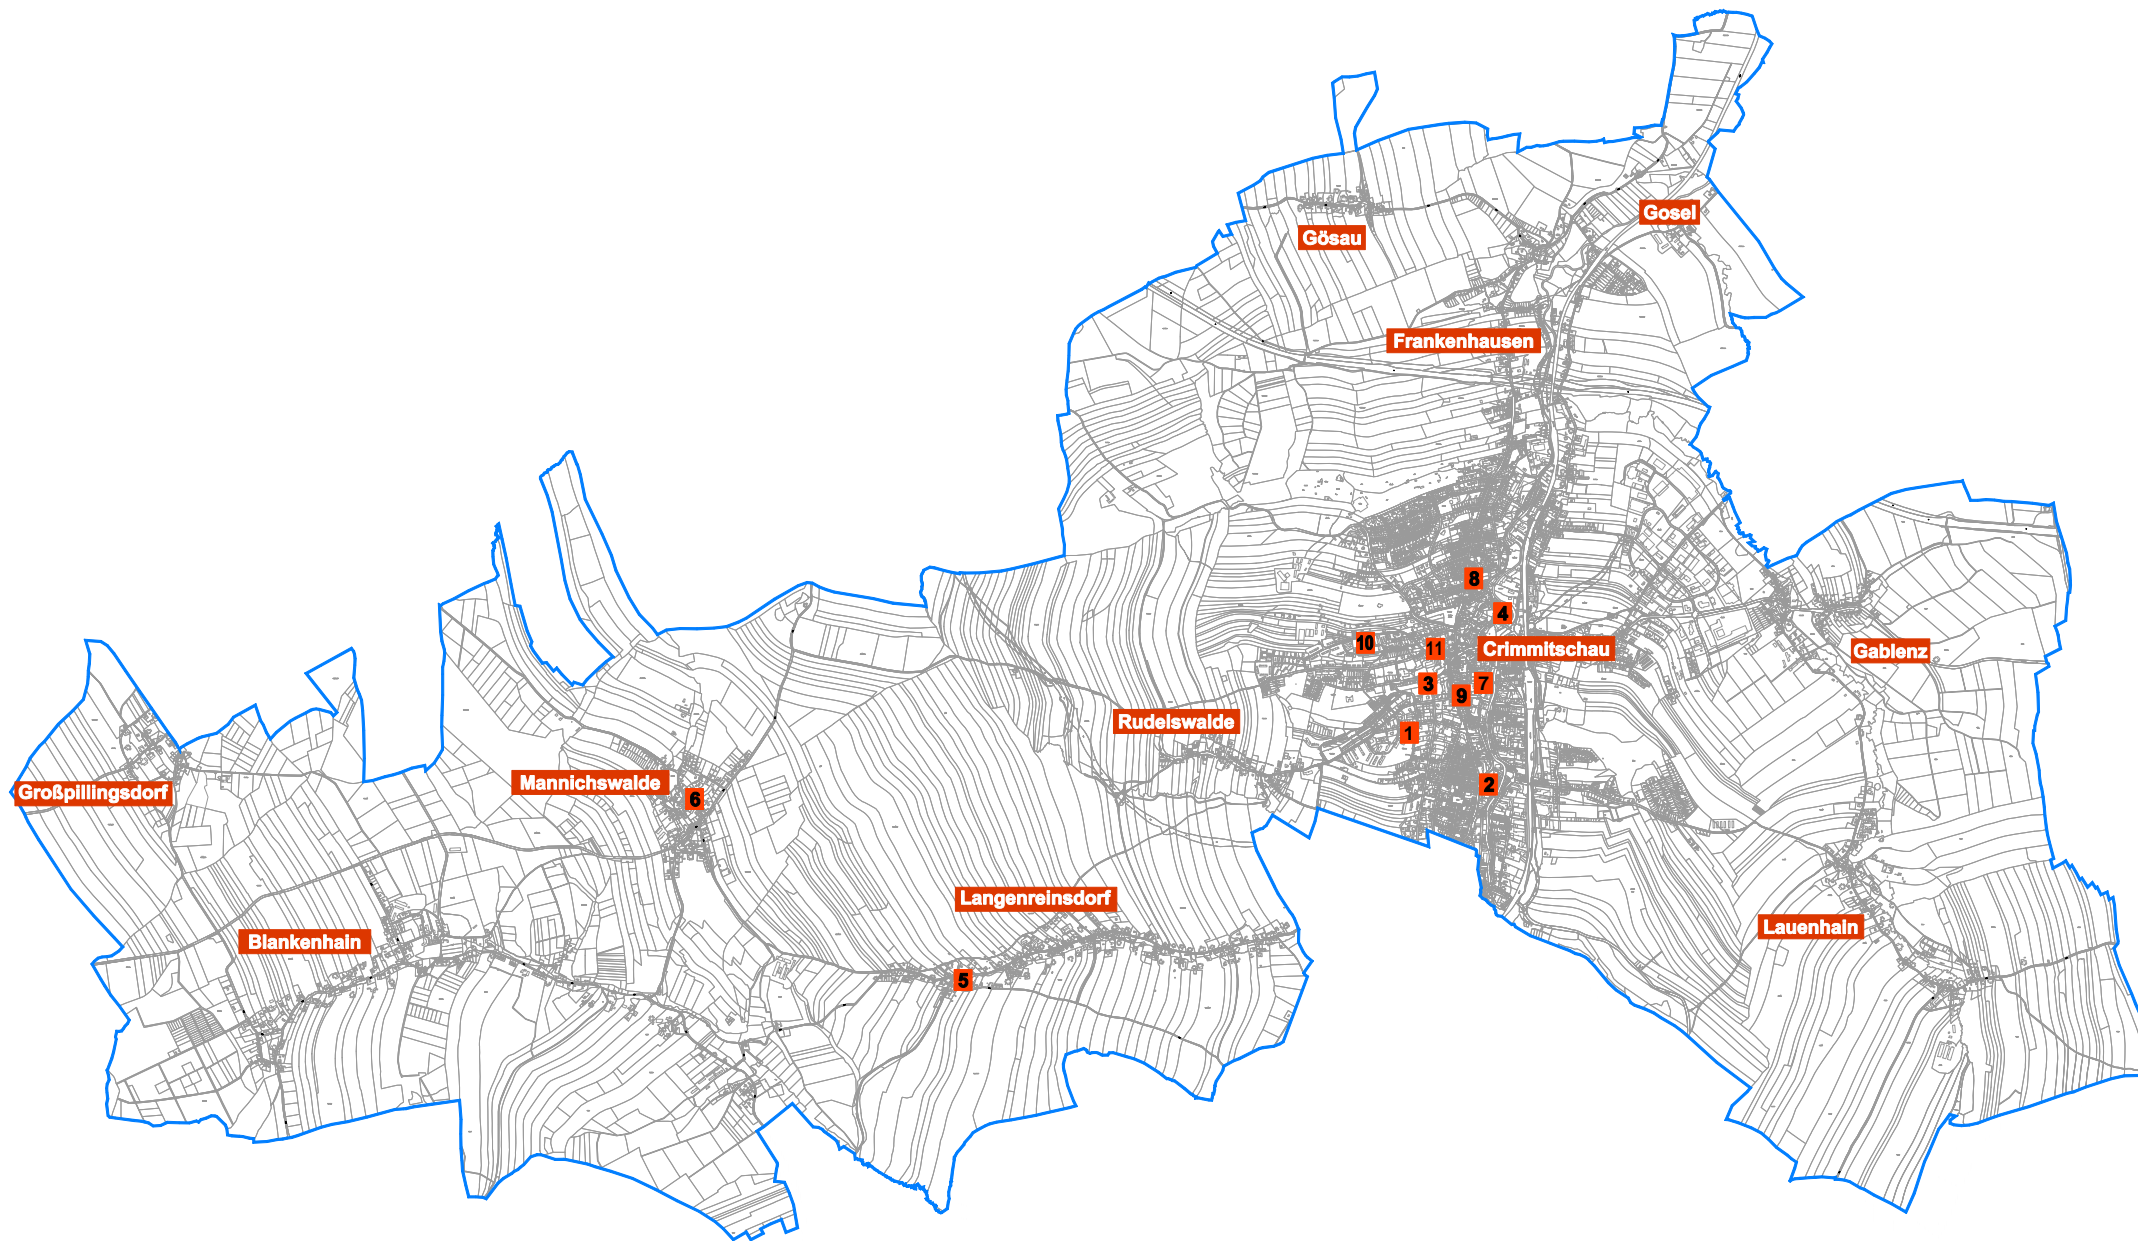 Gosel
Gösau
Frankenhausen
8
4
10
11
Crimmitschau
Gablenz
3
7
9
Rudelswalde
1
Mannichswalde
2
Großpillingsdorf
6
Langenreinsdorf
Lauenhain
Blankenhain
5